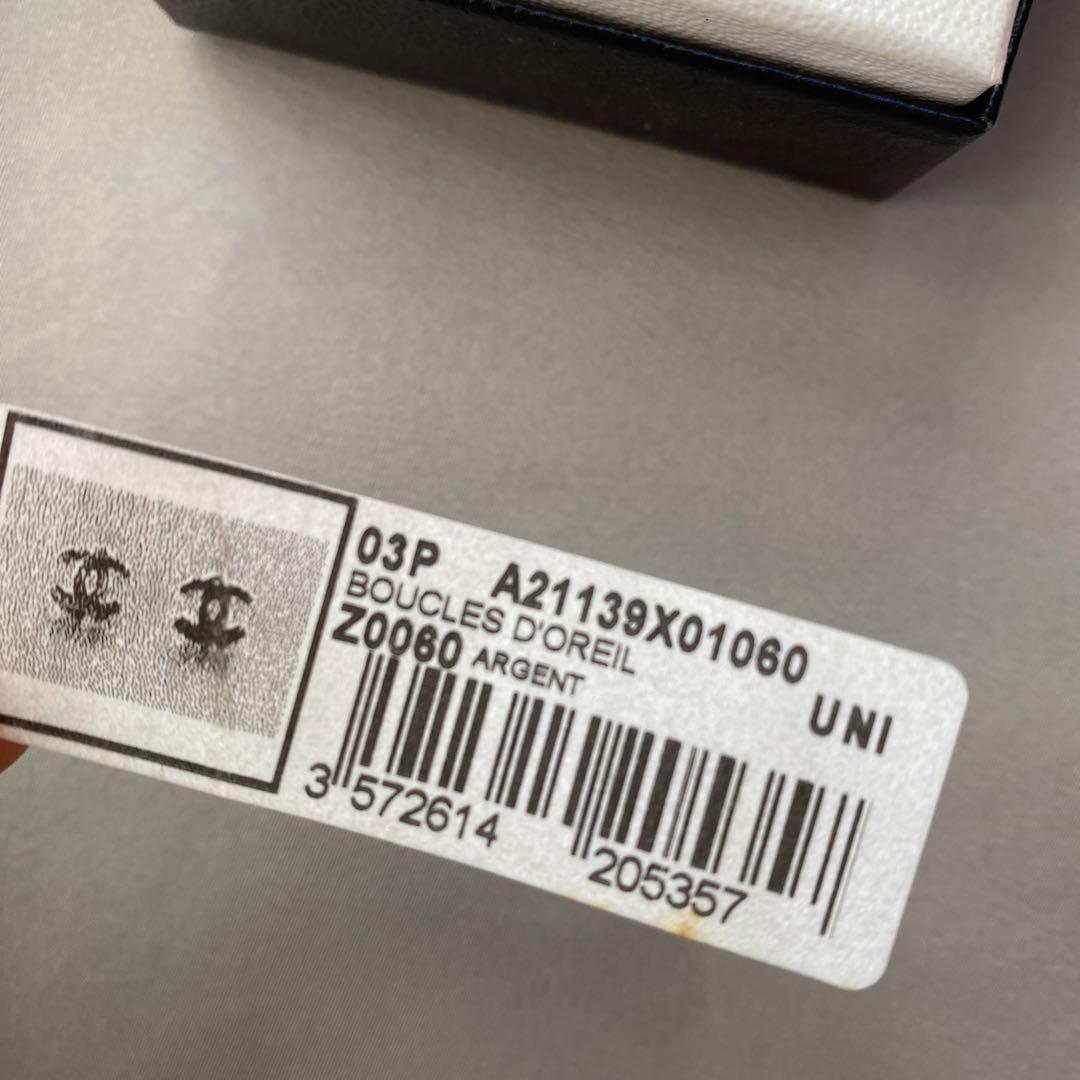 03P A21139X01060
BOUCLES D'OREIL
Z0060 ARGENT
UNI
3 572614 205357